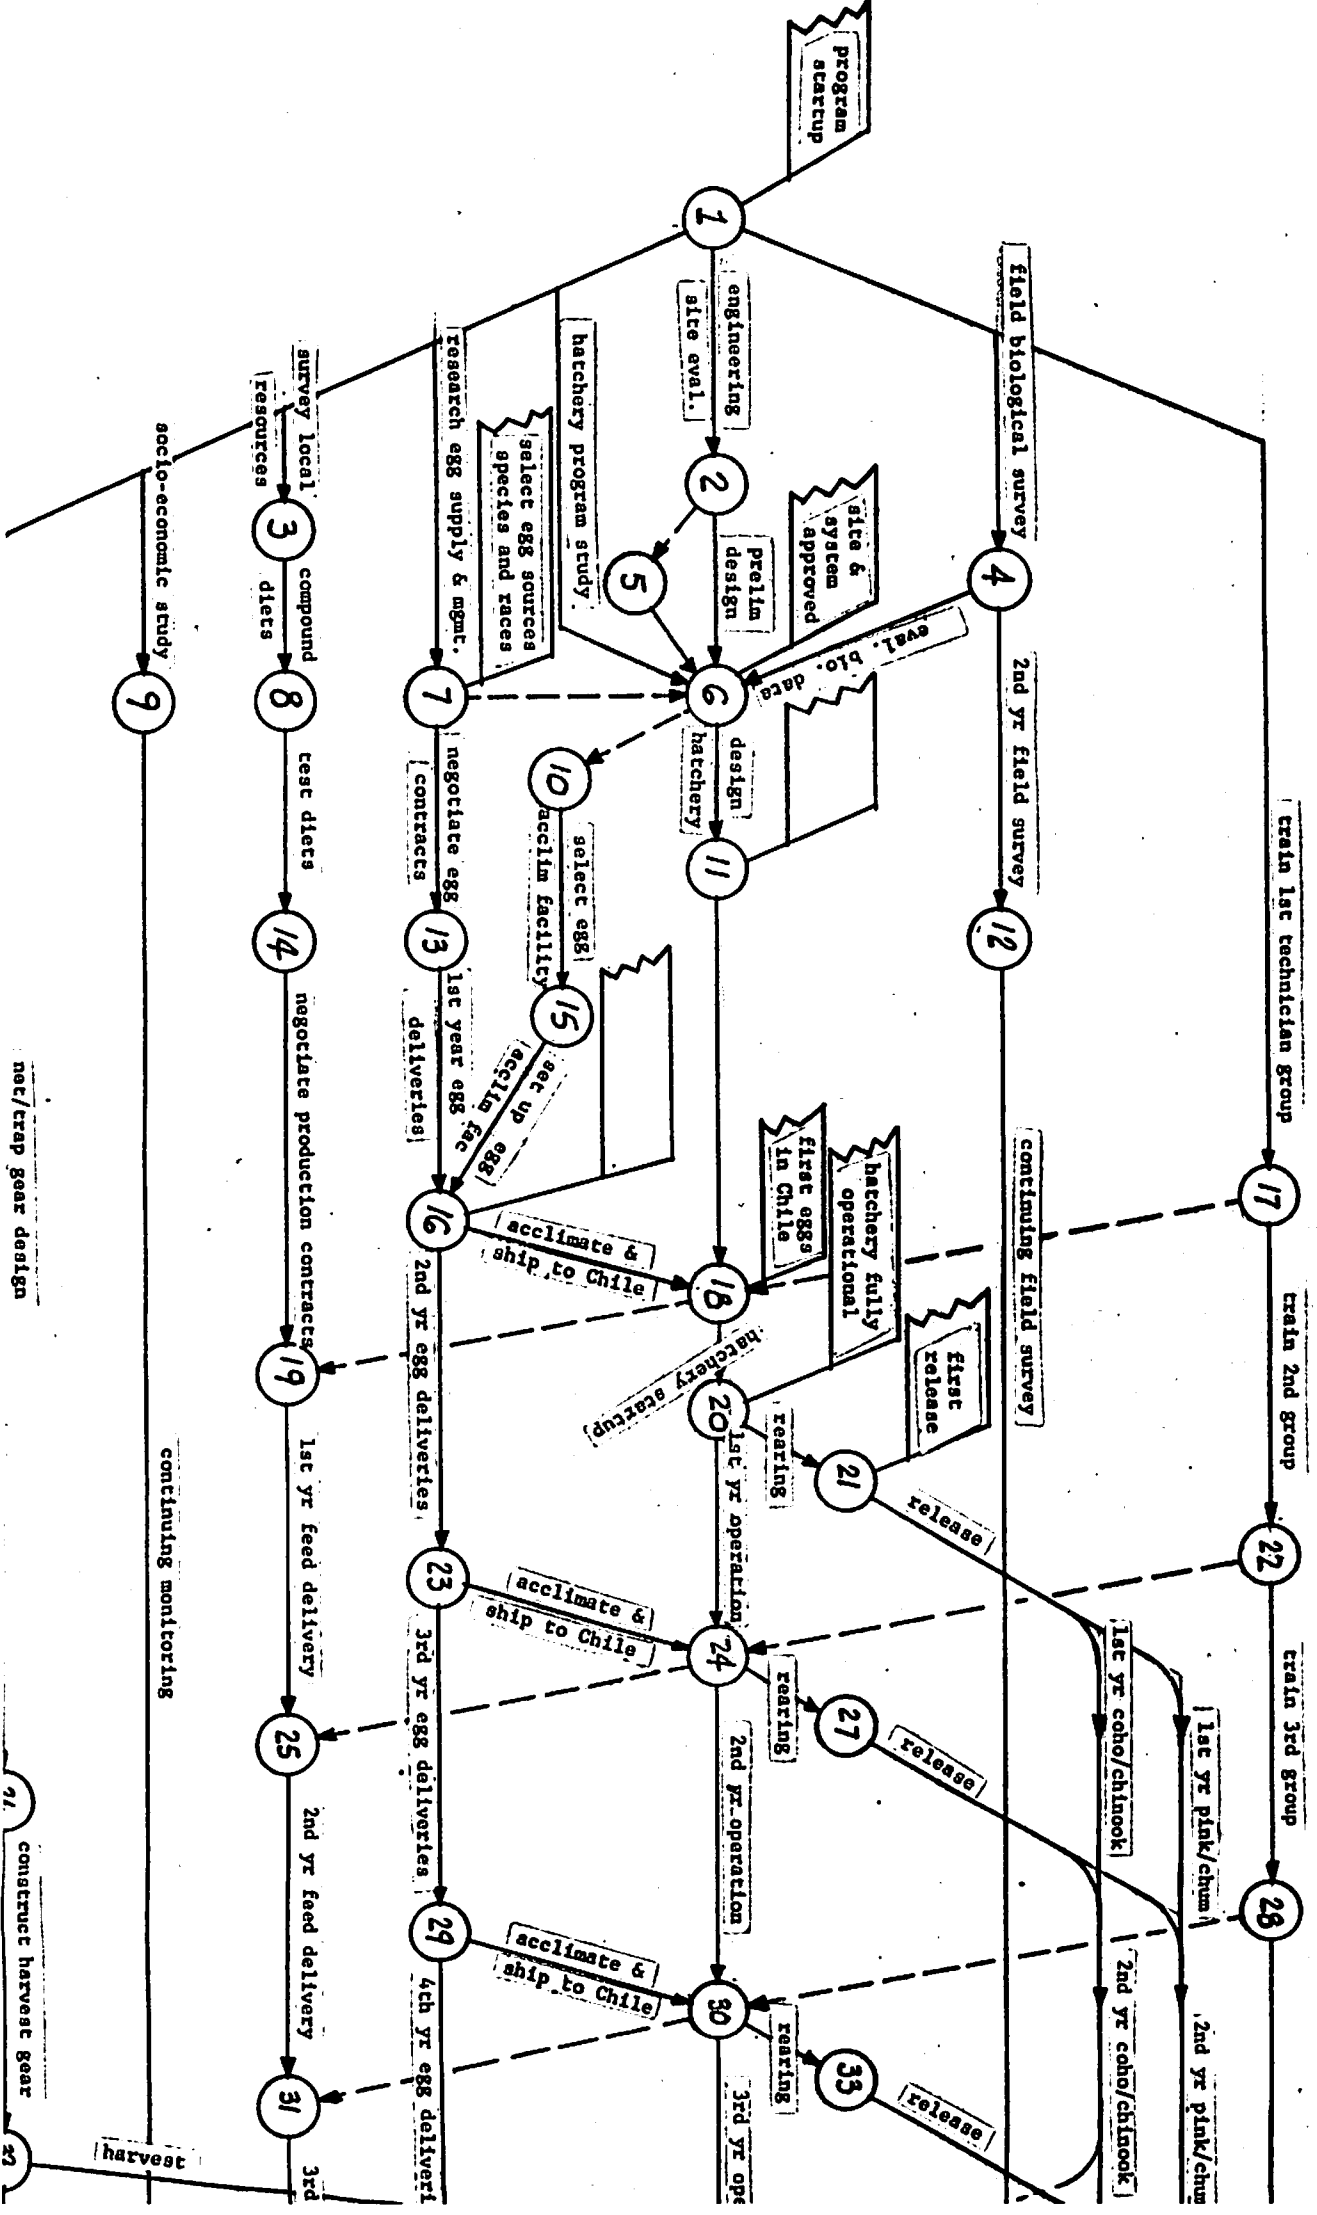 program
startup
1
train 1st technician group
17
train 2nd group
22
train 3rd group
28
field biological survey
4
2nd yr field survey
12
continuing field survey
eval. bio. data
1st yr pink/chum
2nd yr pink/chum
1st yr coho/chinook
2nd yr coho/chinook
engineering
site eval.
2
prelim
design
5
site &
system
approved
6
design
hatchery
11
first eggs
in Chile
18
hatchery startup
hatchery fully
operational
20
1st yr operation
rearing
21
first
release
release
24
2nd yr operation
rearing
27
release
30
3rd yr ope
rearing
33
release
hatchery program study
select egg sources
species and races
10
select egg
acclim facility
15
set up egg
acclim fac
research egg supply & mgmt.
7
negotiate egg
contracts
13
1st year egg
deliveries
16
acclimate &
ship to Chile
2nd yr egg deliveries
23
acclimate &
ship to Chile
3rd yr egg deliveries
29
acclimate &
ship to Chile
4th yr egg deliveri
survey local
resources
3
compound
diets
8
test diets
14
negotiate production contracts
19
1st yr feed delivery
25
2nd yr feed delivery
31
3rd
socio-economic study
9
continuing monitoring
harvest
net/trap gear design
construct harvest gear